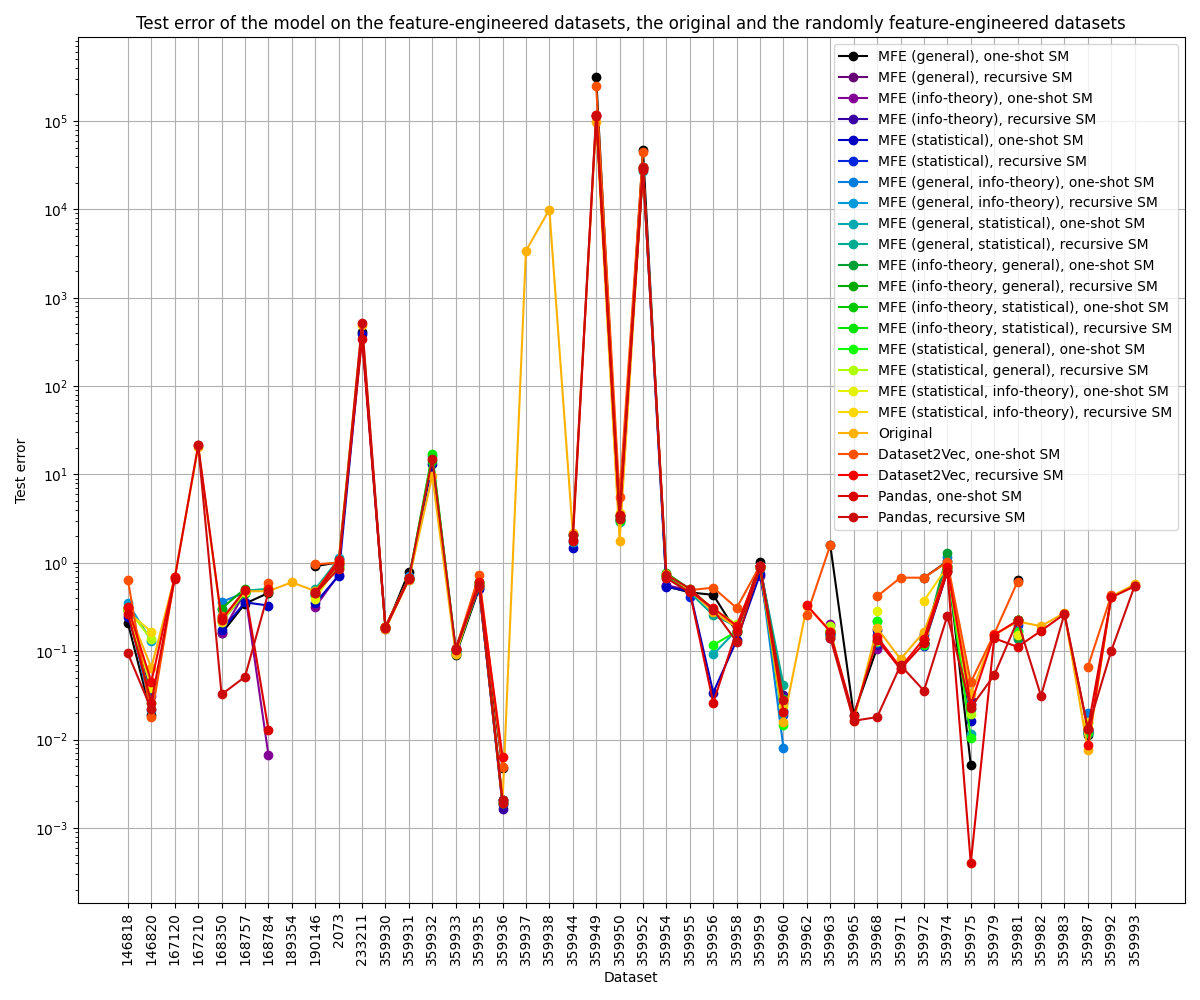 Test error of the model on the feature-engineered datasets, the original and the randomly feature-engineered datasets
MFE (general), one-shot SM
MFE (general), recursive SM
MFE (info-theory), one-shot SM
MFE (info-theory), recursive SM
MFE (statistical), one-shot SM
MFE (statistical), recursive SM
MFE (general, info-theory), one-shot SM
MFE (general, info-theory), recursive SM
MFE (general, statistical), one-shot SM
MFE (general, statistical), recursive SM
MFE (info-theory, general), one-shot SM
MFE (info-theory, general), recursive SM
MFE (info-theory, statistical), one-shot SM
MFE (info-theory, statistical), recursive SM
MFE (statistical, general), one-shot SM
MFE (statistical, general), recursive SM
MFE (statistical, info-theory), one-shot SM
MFE (statistical, info-theory), recursive SM
Original
Dataset2Vec, one-shot SM
Dataset2Vec, recursive SM
Pandas, one-shot SM
Pandas, recursive SM
Test error
10⁵
10⁴
10³
10²
10¹
10⁰
10⁻¹
10⁻²
10⁻³
146818
146820
167120
167210
168350
168757
168784
189354
190146
2073
233211
359930
359931
359932
359933
359935
359936
359937
359938
359944
359949
359950
359952
359954
359955
359956
359958
359959
359960
359962
359963
359965
359968
359971
359972
359974
359975
359979
359981
359982
359983
359987
359992
359993
Dataset